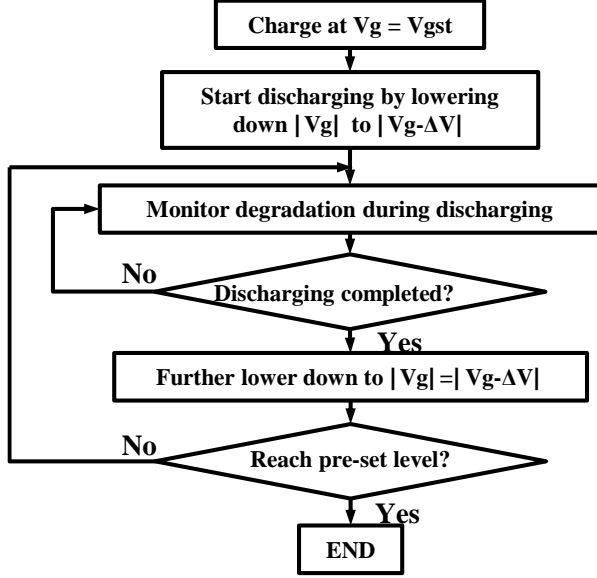 Charge at Vg = Vgst
Start discharging by lowering
down |Vg| to |Vg-ΔV|
Monitor degradation during discharging
No
Discharging completed?
Yes
Further lower down to |Vg| =| Vg-ΔV|
No
Reach pre-set level?
Yes
END